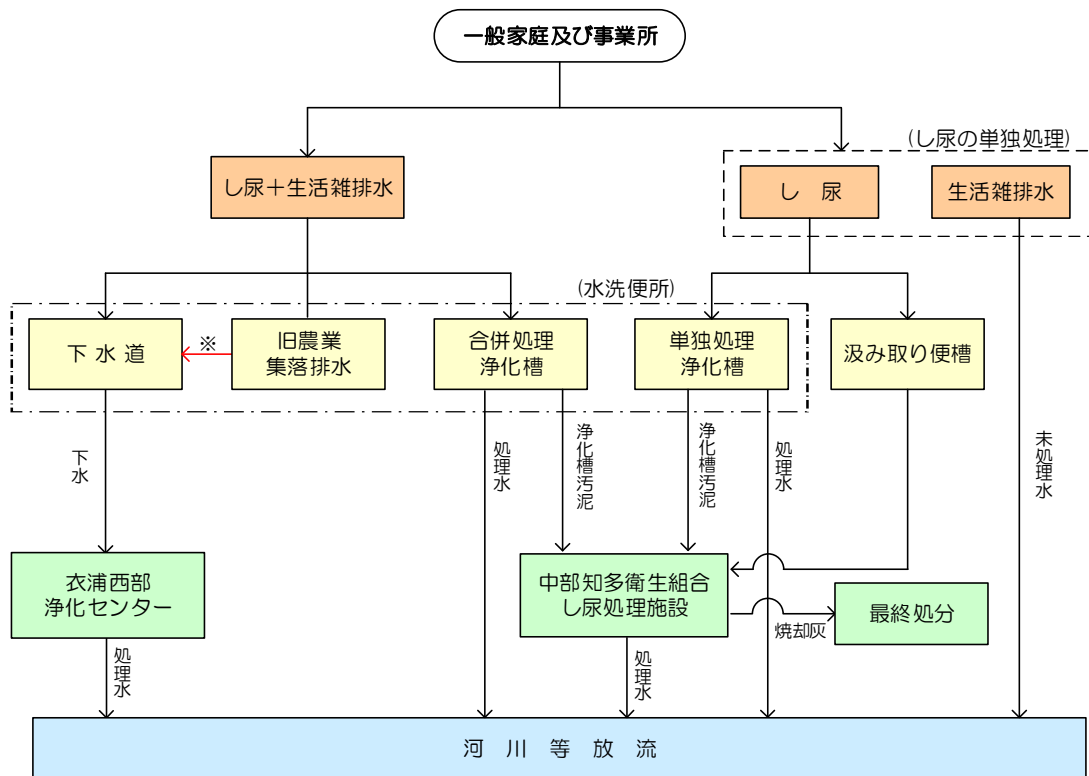 一般家庭及び事業所
(し尿の単独処理)
し尿＋生活雑排水
し　尿
生活雑排水
(水洗便所)
下 水 道
※
旧農業
集落排水
合併処理
浄化槽
単独処理
浄化槽
汲み取り便槽
下水
処理水
浄化槽汚泥
浄化槽汚泥
処理水
未処理水
衣浦西部
浄化センター
中部知多衛生組合
し尿処理施設
最終処分
焼却灰
処理水
処理水
河　川　等　放　流